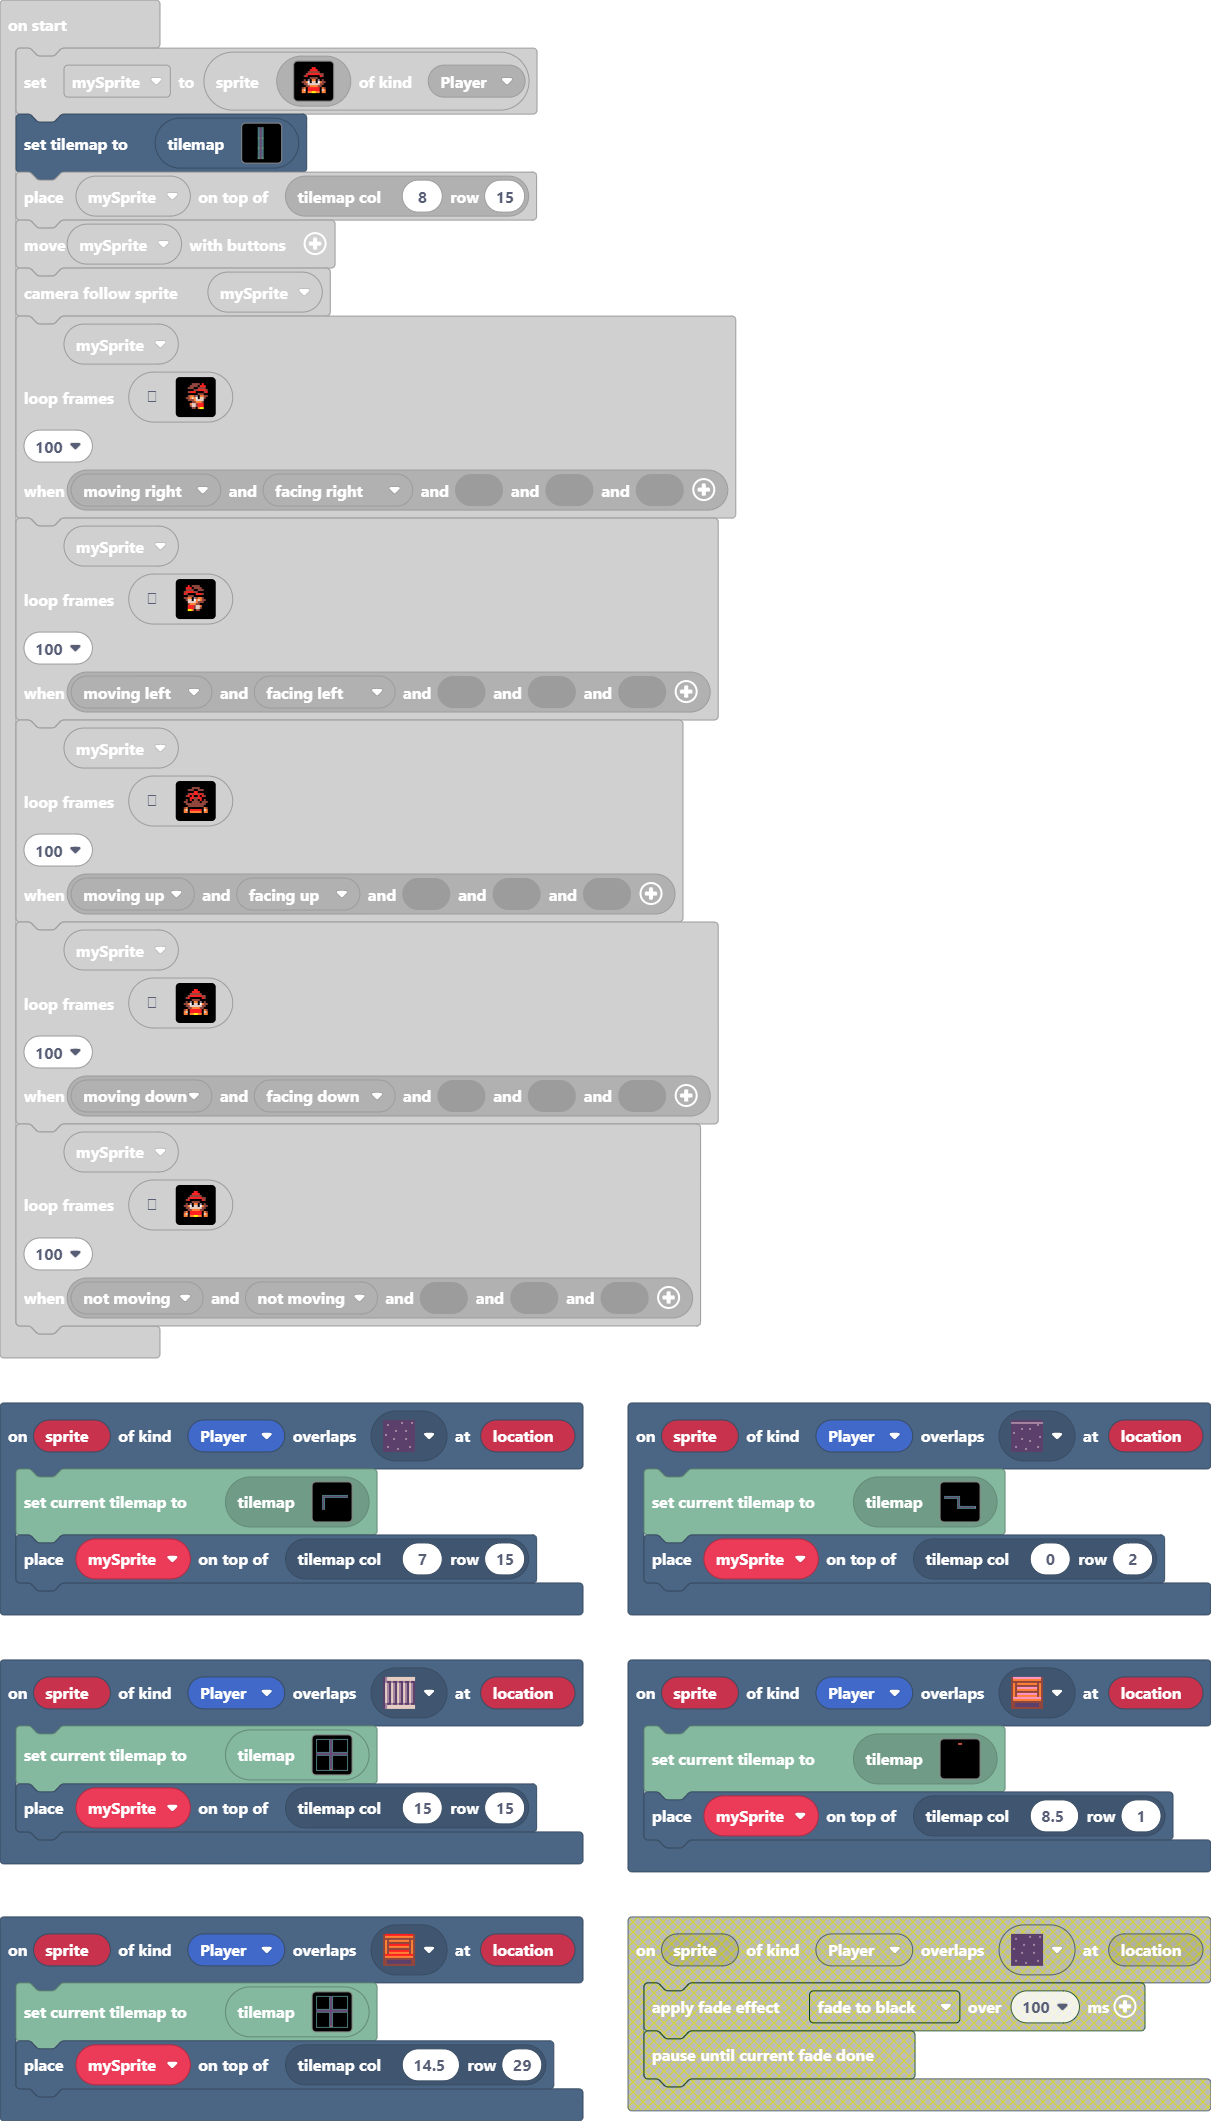 on start
set mySprite to sprite of kind Player
set tilemap to tilemap
place mySprite on top of tilemap col 8 row 15
move mySprite with buttons
camera follow sprite mySprite
mySprite
loop frames
100
when moving right and facing right and and and
mySprite
loop frames
100
when moving left and facing left and and and
mySprite
loop frames
100
when moving up and facing up and and and
mySprite
loop frames
100
when moving down and facing down and and and
mySprite
loop frames
100
when not moving and not moving and and and
on sprite of kind Player overlaps at location
set current tilemap to tilemap
place mySprite on top of tilemap col 7 row 15
on sprite of kind Player overlaps at location
set current tilemap to tilemap
place mySprite on top of tilemap col 0 row 2
on sprite of kind Player overlaps at location
set current tilemap to tilemap
place mySprite on top of tilemap col 15 row 15
on sprite of kind Player overlaps at location
set current tilemap to tilemap
place mySprite on top of tilemap col 8.5 row 1
on sprite of kind Player overlaps at location
set current tilemap to tilemap
place mySprite on top of tilemap col 14.5 row 29
on sprite of kind Player overlaps at location
apply fade effect fade to black over 100 ms
pause until current fade done